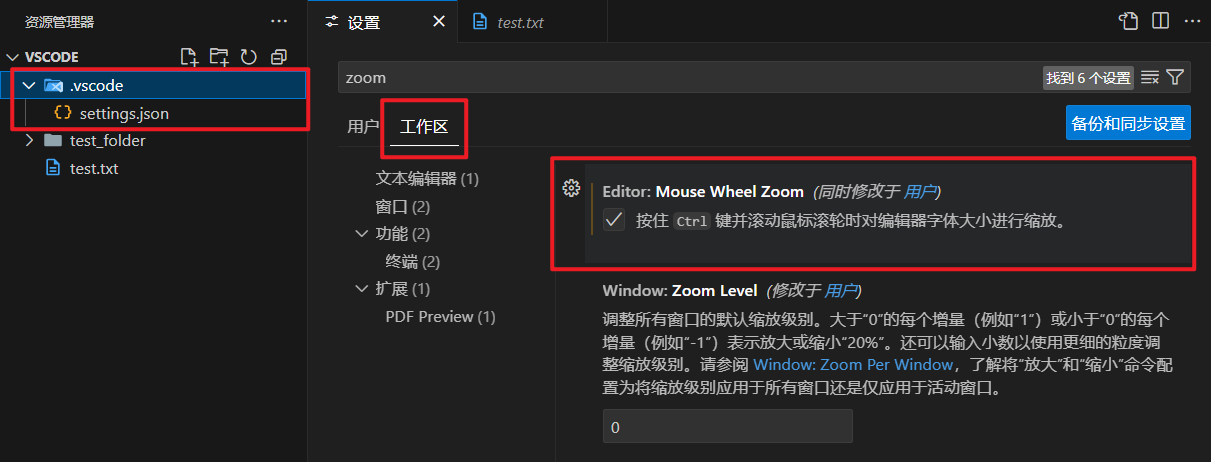 资源管理器
VSCODE
.vscode
settings.json
test_folder
test.txt
设置
test.txt
zoom
找到 6 个设置
用户
工作区
备份和同步设置
文本编辑器 (1)
窗口 (2)
功能 (2)
终端 (2)
扩展 (1)
PDF Preview (1)
Editor: Mouse Wheel Zoom (同时修改于 用户)
按住 Ctrl 键并滚动鼠标滚轮时对编辑器字体大小进行缩放。
Window: Zoom Level (修改于 用户)
调整所有窗口的默认缩放级别。大于“0”的每个增量（例如“1”）或小于“0”的每个
增量（例如“-1”）表示放大或缩小“20%”。还可以输入小数以使用更细的粒度调
整缩放级别。请参阅 Window: Zoom Per Window，了解将“放大”和“缩小”命令配
置为将缩放级别应用于所有窗口还是仅应用于活动窗口。
0